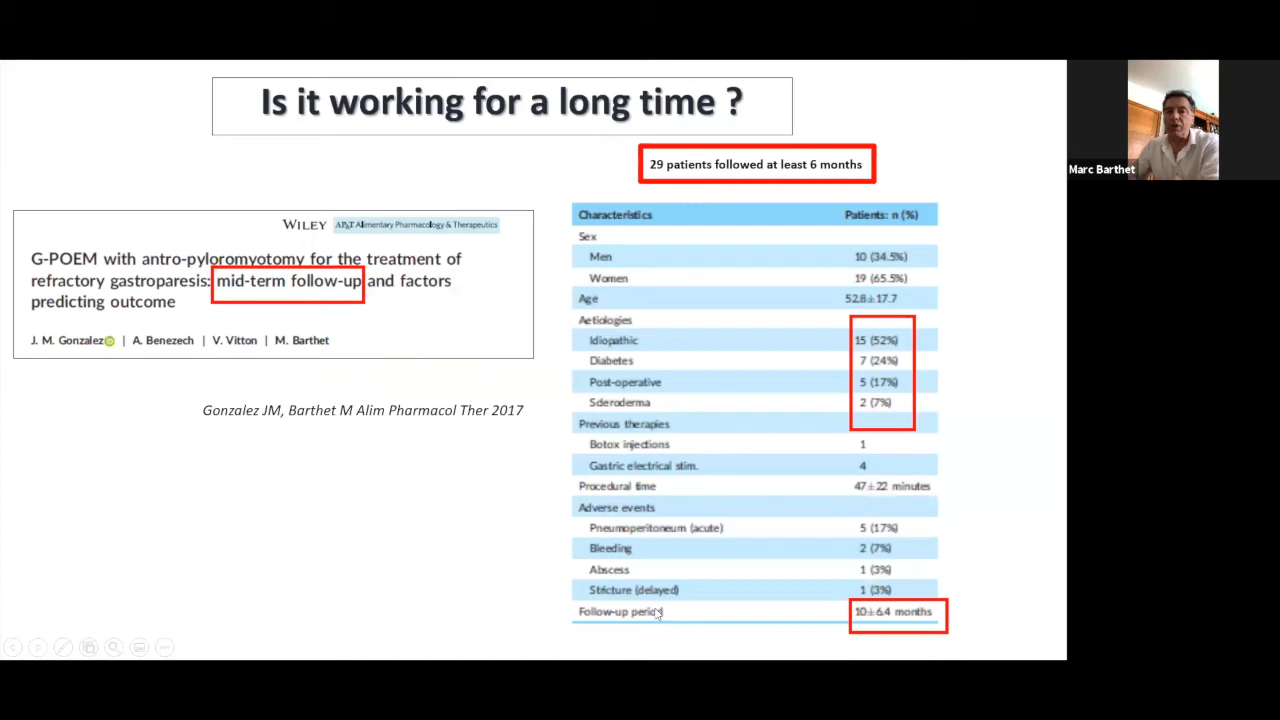 Is it working for a long time ?
29 patients followed at least 6 months
Marc Barthet
WILEY AP&T Alimentary Pharmacology & Therapeutics
G-POEM with antro-pyloromyotomy for the treatment of
refractory gastroparesis: mid-term follow-up and factors
predicting outcome
J. M. Gonzalez | A. Benezech | V. Vitton | M. Barthet
Gonzalez JM, Barthet M Alim Pharmacol Ther 2017
Characteristics Patients: n (%)
Sex
Men 10 (34.5%)
Women 19 (65.5%)
Age 52.8±17.7
Aetiologies
Idiopathic 15 (52%)
Diabetes 7 (24%)
Post-operative 5 (17%)
Scleroderma 2 (7%)
Previous therapies
Botox injections 1
Gastric electrical stim. 4
Procedural time 47±22 minutes
Adverse events
Pneumoperitoneum (acute) 5 (17%)
Bleeding 2 (7%)
Abscess 1 (3%)
Stricture (delayed) 1 (3%)
Follow-up period 10±6.4 months